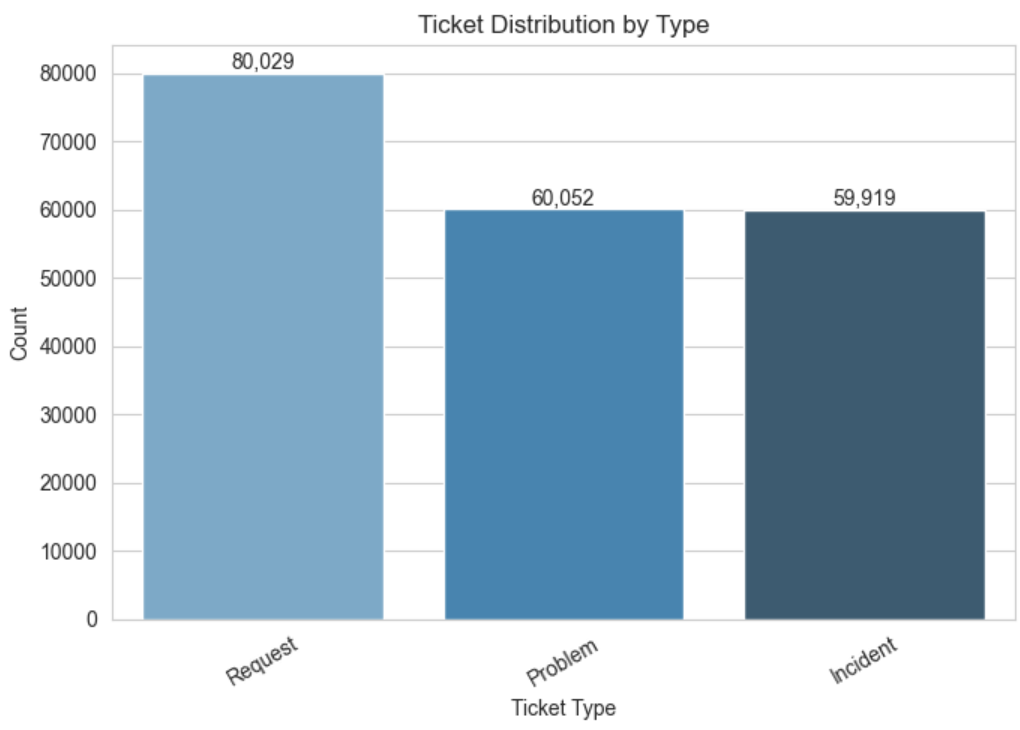 Ticket Distribution by Type
80,029
60,052
59,919
80000
70000
60000
50000
40000
30000
20000
10000
0
Count
Request
Problem
Incident
Ticket Type